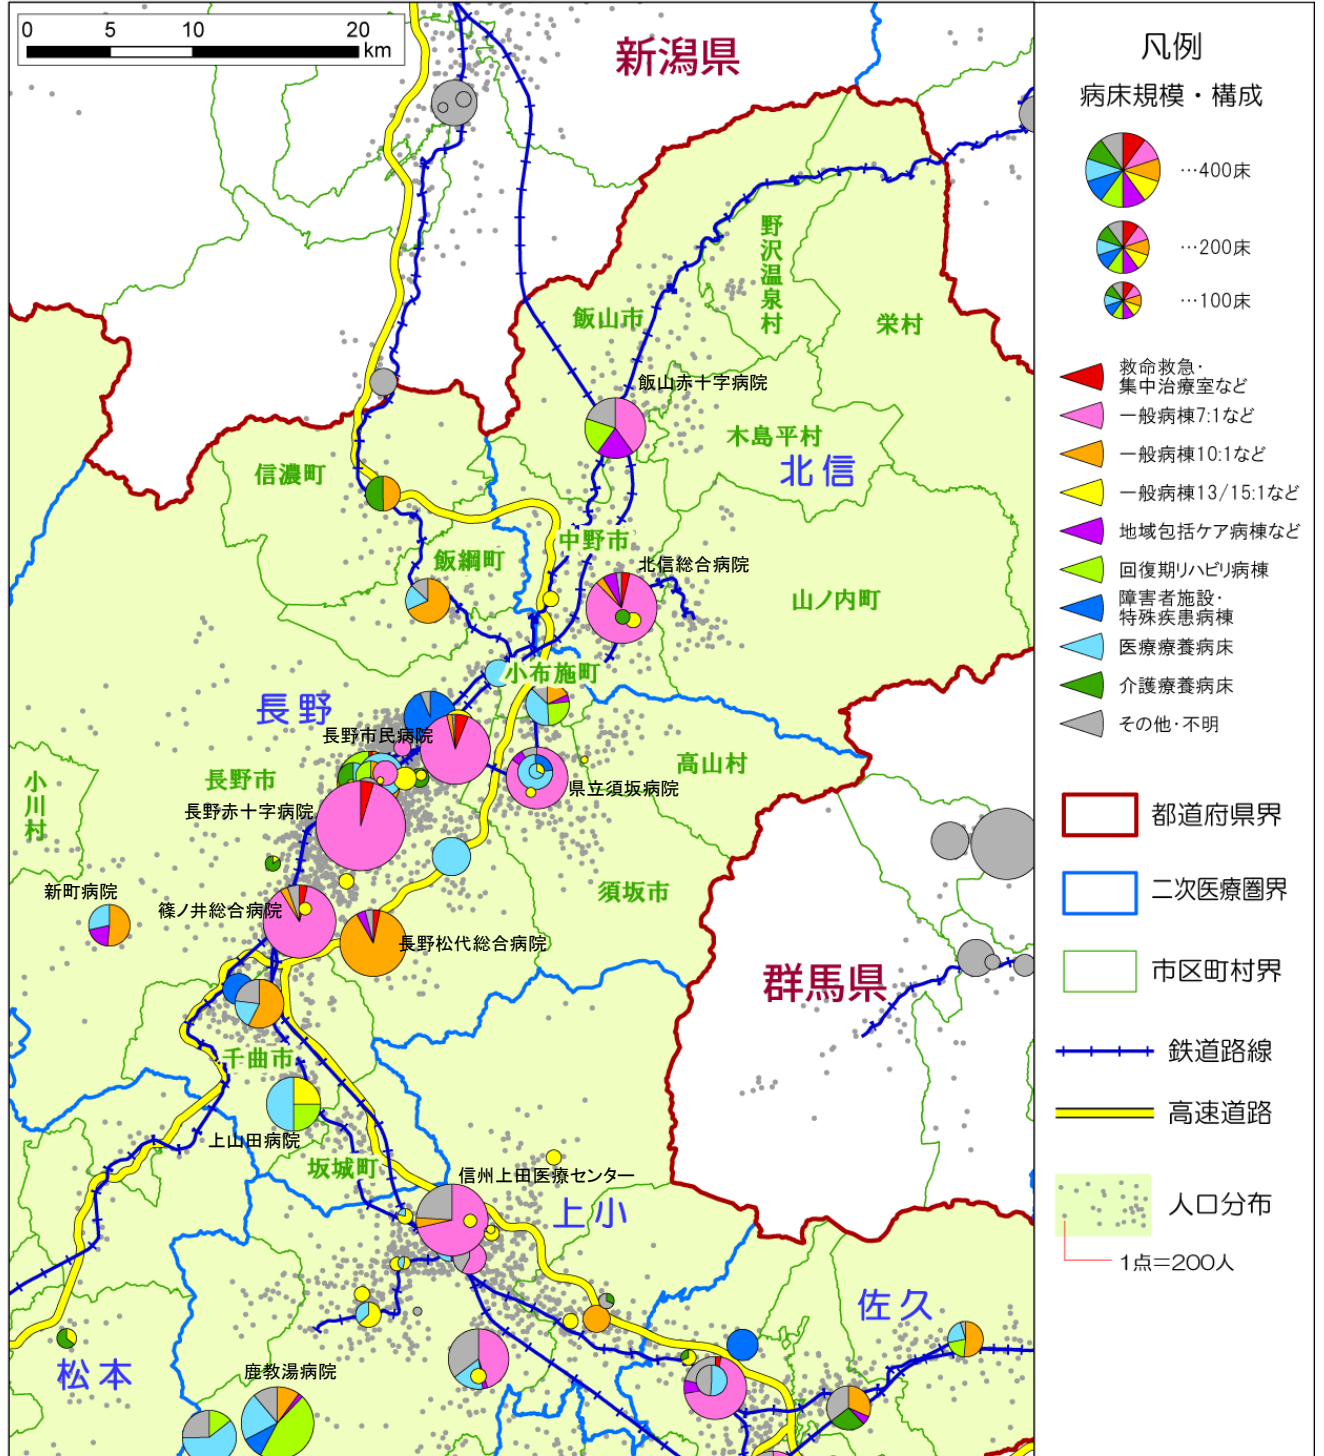 0 5 10 20
km
新潟県
野沢温泉村
飯山市
栄村
飯山赤十字病院
木島平村
北信
信濃町
中野市
飯綱町
北信総合病院
山ノ内町
小布施町
長野
長野市民病院
高山村
長野市
小川村
県立須坂病院
長野赤十字病院
新町病院
須坂市
篠ノ井総合病院
長野松代総合病院
群馬県
千曲市
上山田病院
坂城町
信州上田医療センター
上小
佐久
松本
鹿教湯病院
凡例
病床規模・構成
…400床
…200床
…100床
救命救急・
集中治療室など
一般病棟7:1など
一般病棟10:1など
一般病棟13/15:1など
地域包括ケア病棟など
回復期リハビリ病棟
障害者施設・
特殊疾患病棟
医療療養病床
介護療養病床
その他・不明
都道府県界
二次医療圏界
市区町村界
鉄道路線
高速道路
人口分布
1点＝200人